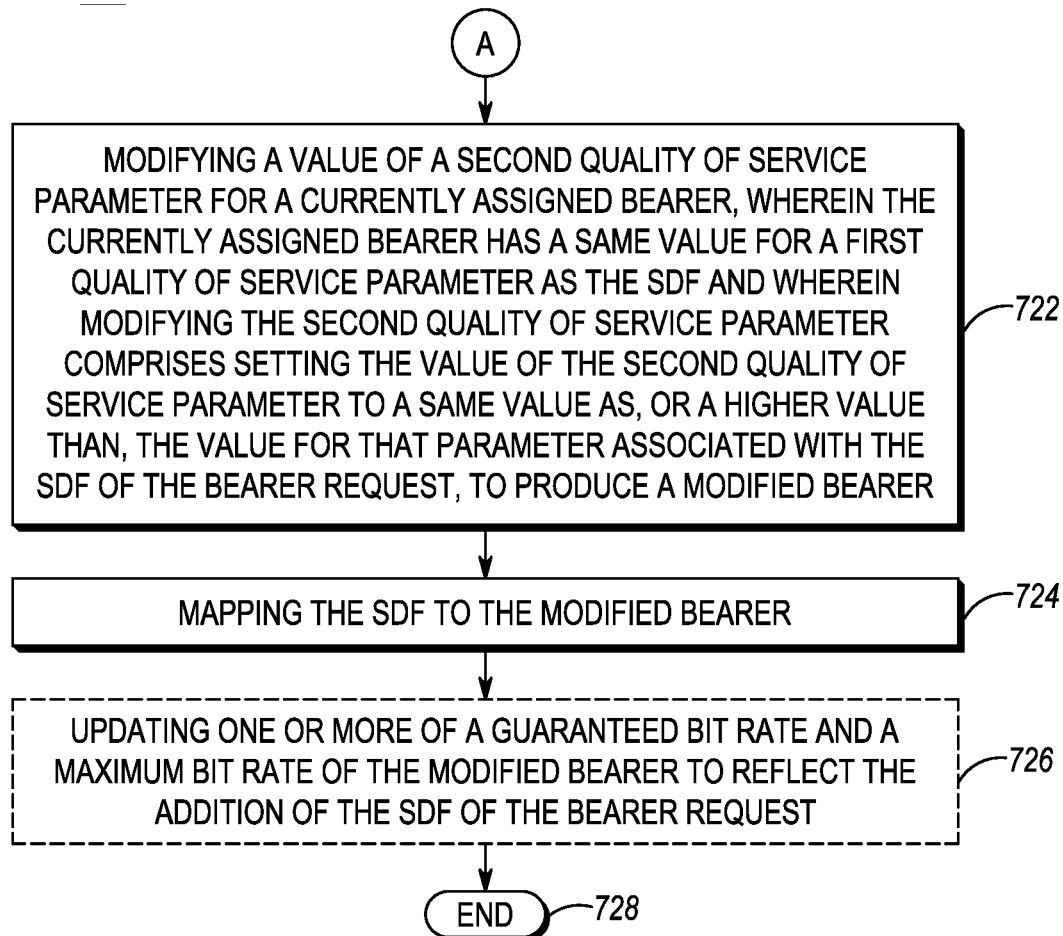 A
MODIFYING A VALUE OF A SECOND QUALITY OF SERVICE
PARAMETER FOR A CURRENTLY ASSIGNED BEARER, WHEREIN THE
CURRENTLY ASSIGNED BEARER HAS A SAME VALUE FOR A FIRST
QUALITY OF SERVICE PARAMETER AS THE SDF AND WHEREIN
MODIFYING THE SECOND QUALITY OF SERVICE PARAMETER
COMPRISES SETTING THE VALUE OF THE SECOND QUALITY OF
SERVICE PARAMETER TO A SAME VALUE AS, OR A HIGHER VALUE
THAN, THE VALUE FOR THAT PARAMETER ASSOCIATED WITH THE
SDF OF THE BEARER REQUEST, TO PRODUCE A MODIFIED BEARER
722
MAPPING THE SDF TO THE MODIFIED BEARER
724
UPDATING ONE OR MORE OF A GUARANTEED BIT RATE AND A
MAXIMUM BIT RATE OF THE MODIFIED BEARER TO REFLECT THE
ADDITION OF THE SDF OF THE BEARER REQUEST
726
END
728